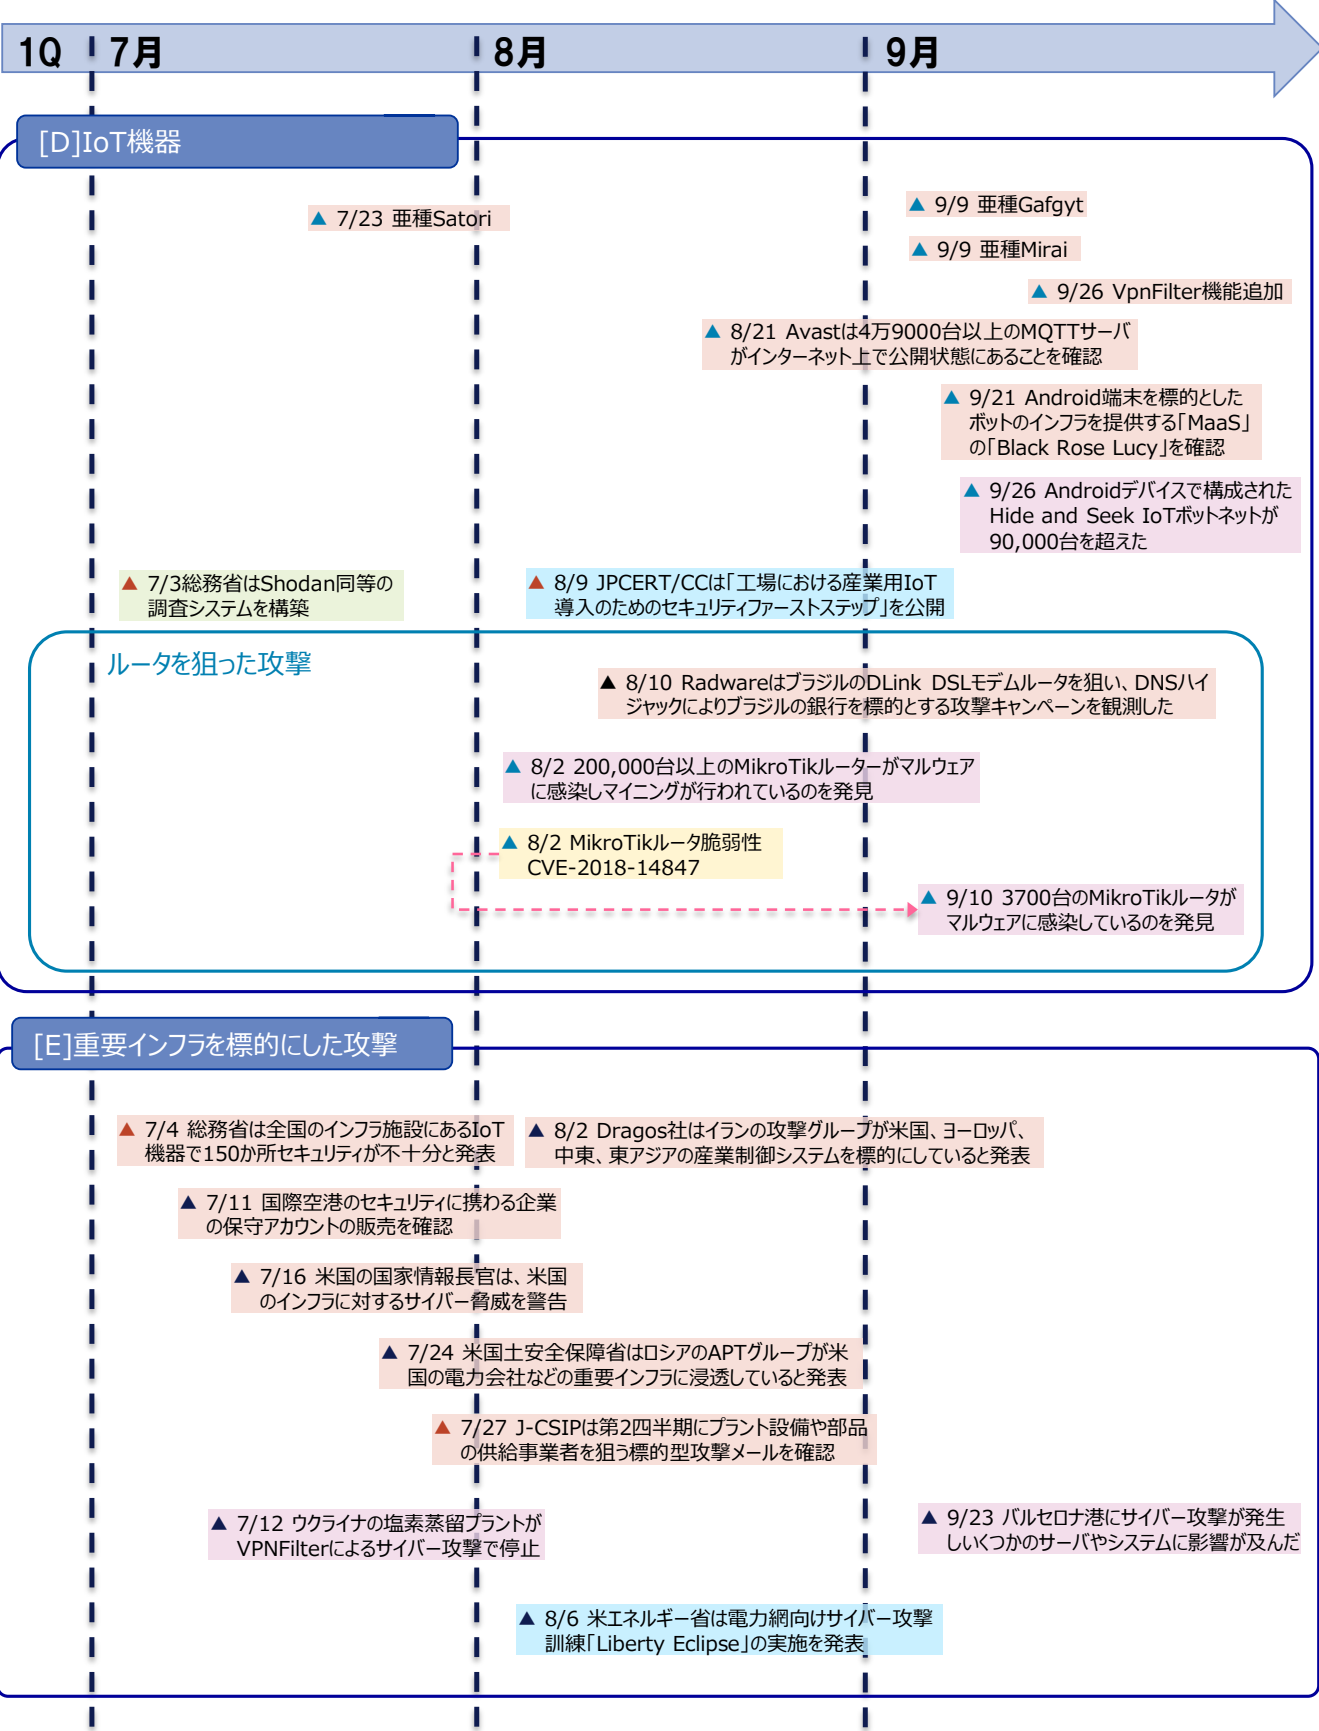 1Q 7月 8月 9月
[D]IoT機器
▲ 7/23 亜種Satori
▲ 9/9 亜種Gafgyt
▲ 9/9 亜種Mirai
▲ 9/26 VpnFilter機能追加
▲ 8/21 Avastは4万9000台以上のMQTTサーバ
がインターネット上で公開状態にあることを確認
▲ 9/21 Android端末を標的とした
ボットのインフラを提供する「MaaS」
の「Black Rose Lucy」を確認
▲ 9/26 Androidデバイスで構成された
Hide and Seek IoTボットネットが
90,000台を超えた
▲ 7/3総務省はShodan同等の
調査システムを構築
▲ 8/9 JPCERT/CCは「工場における産業用IoT
導入のためのセキュリティファーストステップ」を公開
ルータを狙った攻撃
▲ 8/10 RadwareはブラジルのDLink DSLモデムルータを狙い、DNSハイ
ジャックによりブラジルの銀行を標的とする攻撃キャンペーンを観測した
▲ 8/2 200,000台以上のMikroTikルーターがマルウェア
に感染しマイニングが行われているのを発見
▲ 8/2 MikroTikルータ脆弱性
CVE-2018-14847
▲ 9/10 3700台のMikroTikルータが
マルウェアに感染しているのを発見
[E]重要インフラを標的にした攻撃
▲ 7/4 総務省は全国のインフラ施設にあるIoT
機器で150か所セキュリティが不十分と発表
▲ 8/2 Dragos社はイランの攻撃グループが米国、ヨーロッパ、
中東、東アジアの産業制御システムを標的にしていると発表
▲ 7/11 国際空港のセキュリティに携わる企業
の保守アカウントの販売を確認
▲ 7/16 米国の国家情報長官は、米国
のインフラに対するサイバー脅威を警告
▲ 7/24 米国土安全保障省はロシアのAPTグループが米
国の電力会社などの重要インフラに浸透していると発表
▲ 7/27 J-CSIPは第2四半期にプラント設備や部品
の供給事業者を狙う標的型攻撃メールを確認
▲ 7/12 ウクライナの塩素蒸留プラントが
VPNFilterによるサイバー攻撃で停止
▲ 9/23 バルセロナ港にサイバー攻撃が発生
しいくつかのサーバやシステムに影響が及んだ
▲ 8/6 米エネルギー省は電力網向けサイバー攻撃
訓練「Liberty Eclipse」の実施を発表